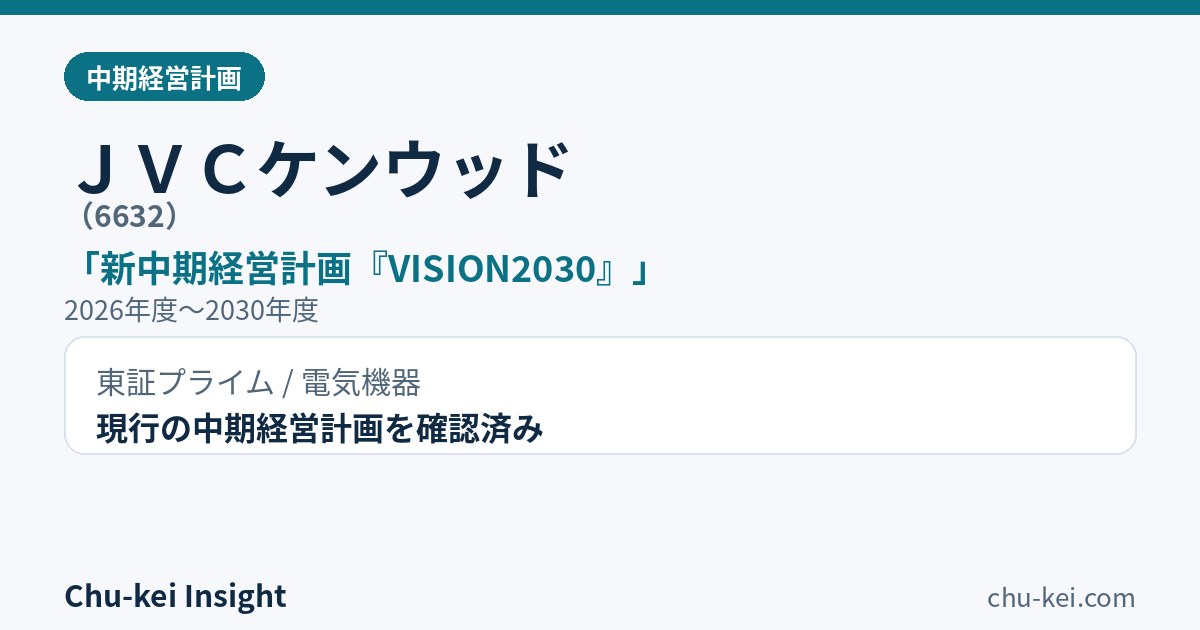 中期経営計画
ＪＶＣケンウッド
（6632）
「新中期経営計画『VISION2030』」
2026年度〜2030年度
東証プライム / 電気機器
現行の中期経営計画を確認済み
Chu-kei Insight
chu-kei.com